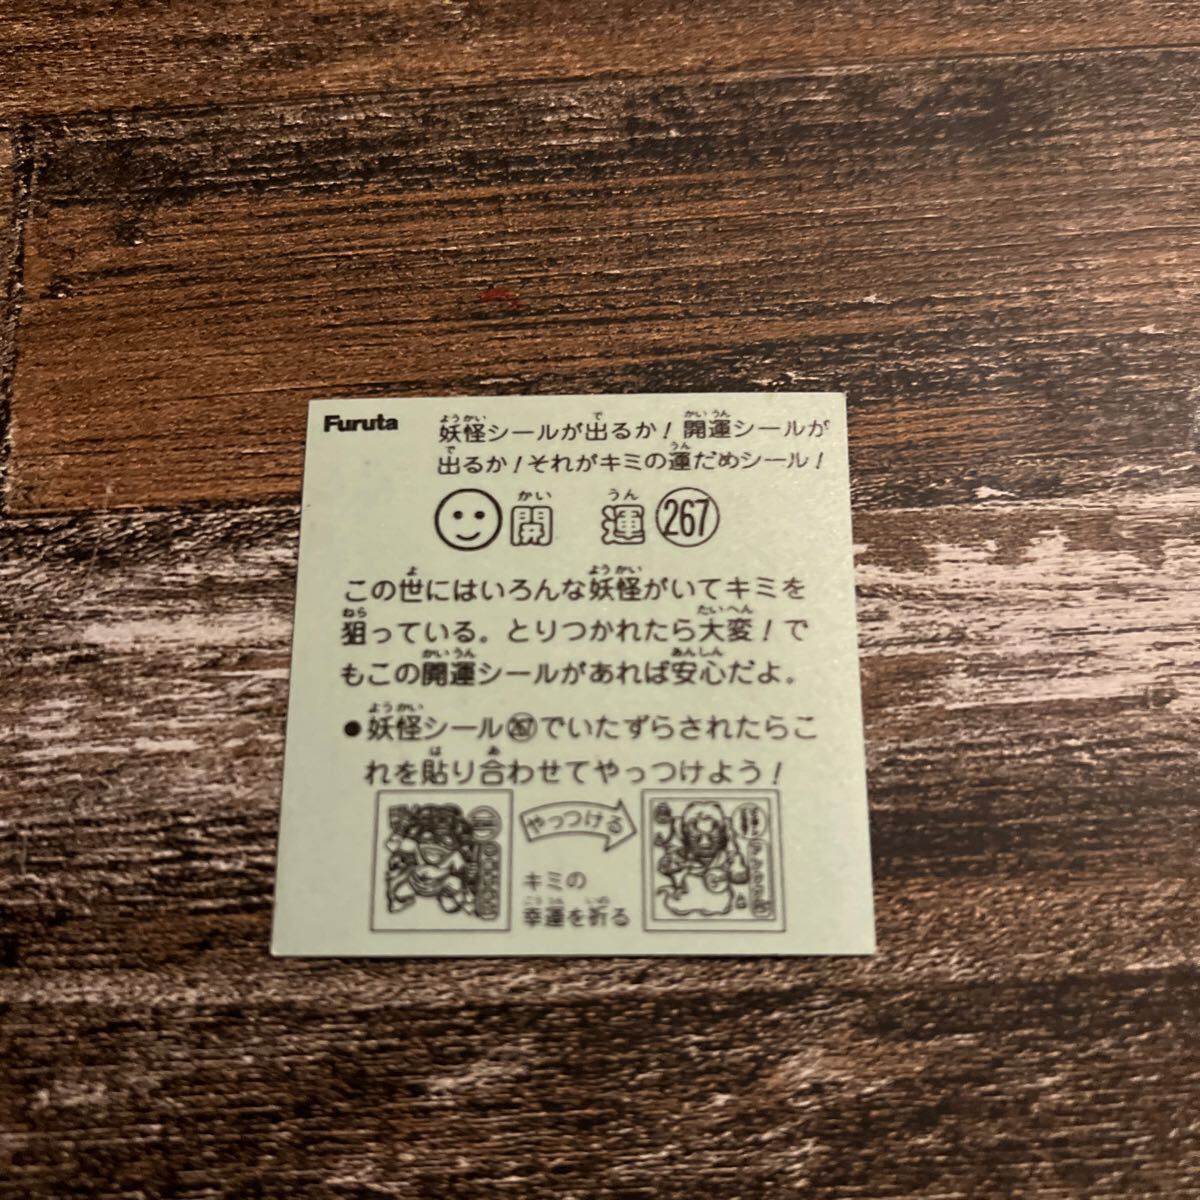 Furuta
妖怪シールが出るか！開運シールが
出るか！それがキミの運だめシール！
開運 267
この世にはいろんな妖怪がいてキミを
狙っている。とりつかれたら大変！で
もこの開運シールがあれば安心だよ。
●妖怪シール267でいたずらされたらこ
れを貼り合わせてやっつけよう！
やっつける
キミの
幸運を祈る